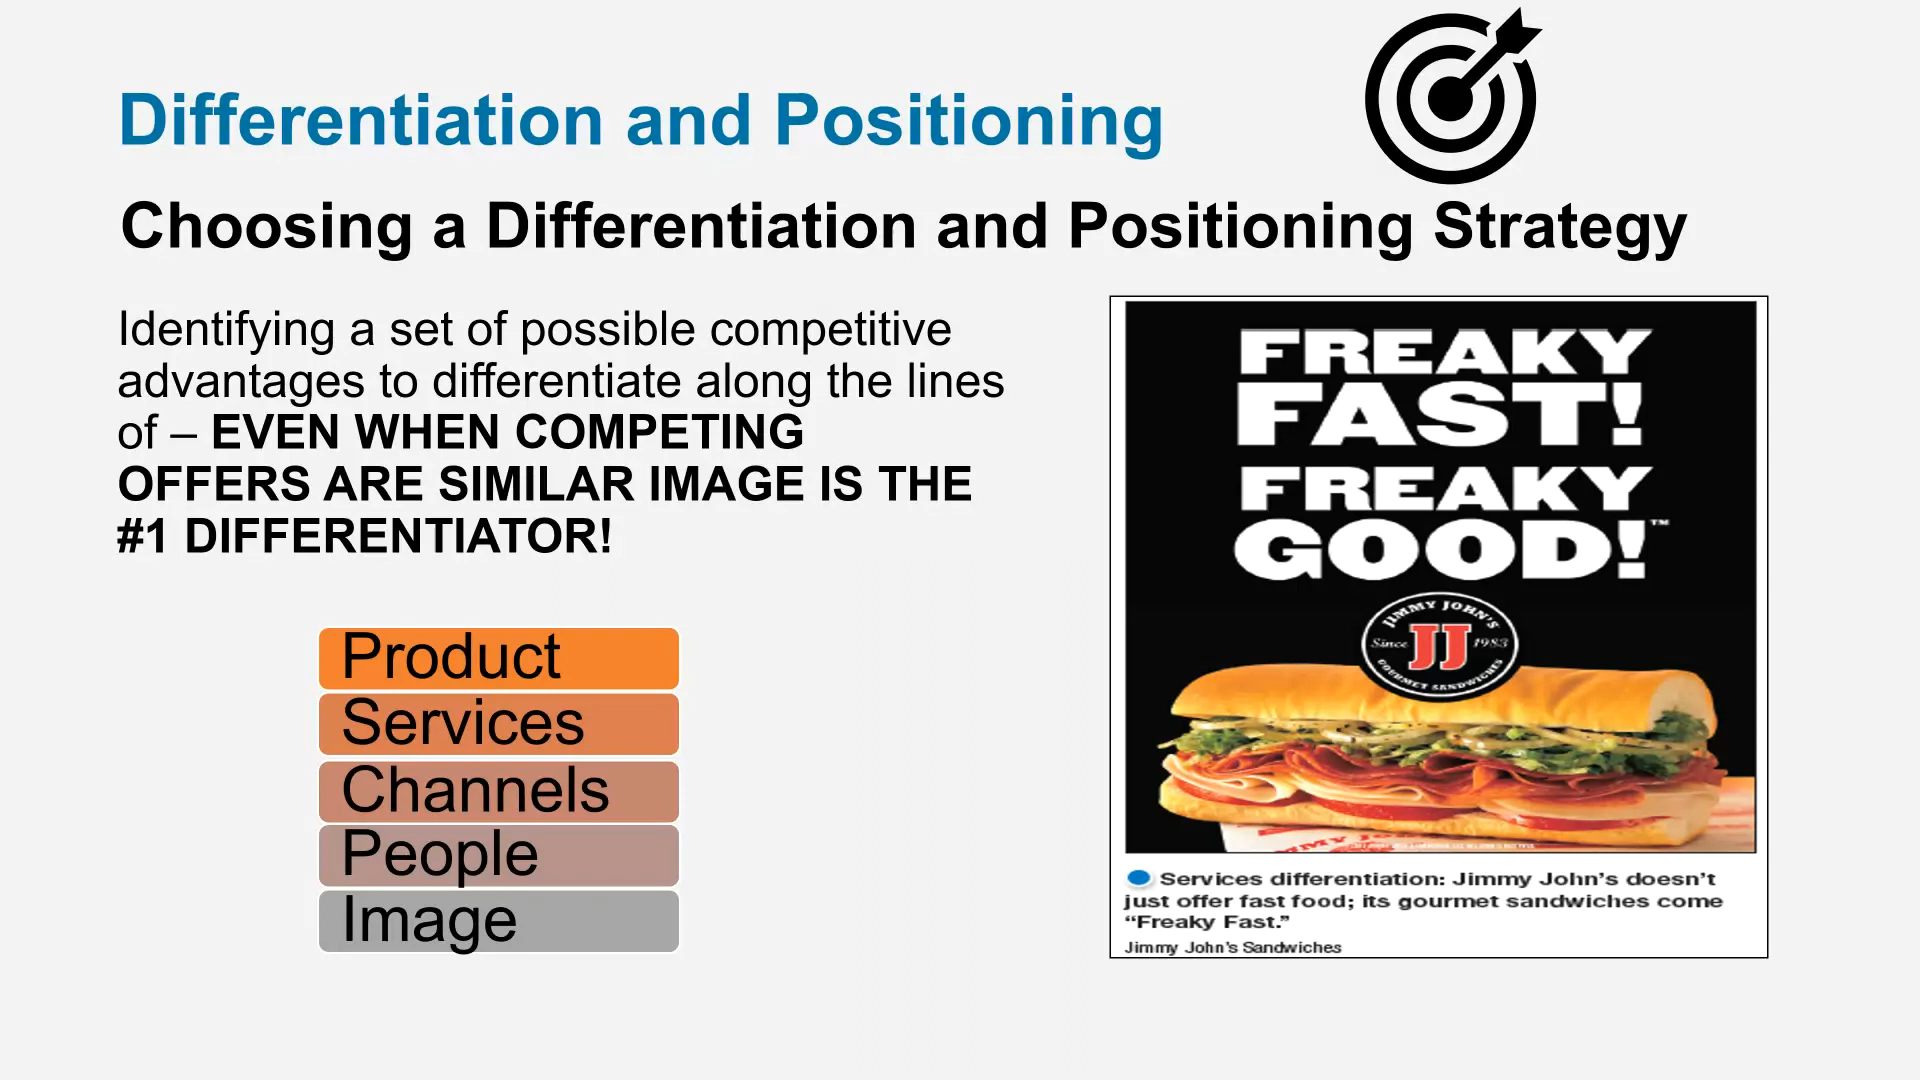 Differentiation and Positioning
Choosing a Differentiation and Positioning Strategy
Identifying a set of possible competitive
advantages to differentiate along the lines
of – EVEN WHEN COMPETING
OFFERS ARE SIMILAR IMAGE IS THE
#1 DIFFERENTIATOR!
Product
Services
Channels
People
Image
FREAKY
FAST!
FREAKY
GOOD!™
JIMMY JOHN'S
Since JJ 1983
GOURMET SANDWICHES
Services differentiation: Jimmy John’s doesn’t
just offer fast food; its gourmet sandwiches come
“Freaky Fast.”
Jimmy John’s Sandwiches